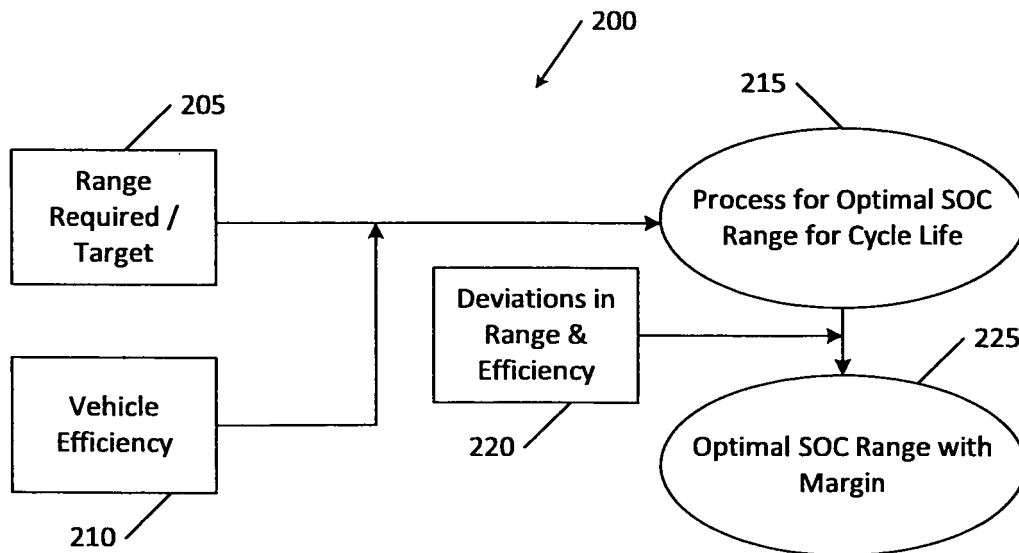 200
205
215
Range
Required /
Target
Process for Optimal SOC
Range for Cycle Life
Deviations in
Range &
Efficiency
225
Vehicle
Efficiency
220
Optimal SOC Range with
Margin
210